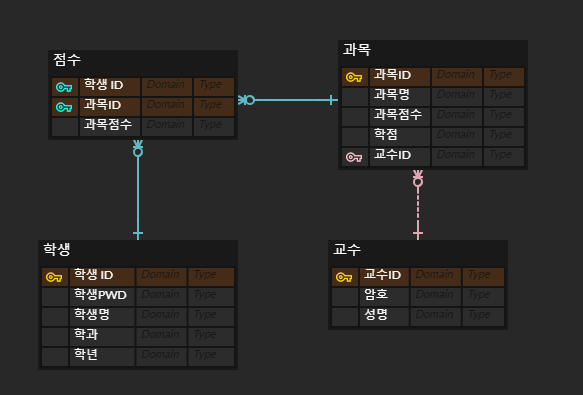 점수
학생 ID Domain Type
과목ID Domain Type
과목점수 Domain Type
과목
과목ID Domain Type
과목명 Domain Type
과목점수 Domain Type
학점 Domain Type
교수ID Domain Type
학생
학생 ID Domain Type
학생PWD Domain Type
학생명 Domain Type
학과 Domain Type
학년 Domain Type
교수
교수ID Domain Type
암호 Domain Type
성명 Domain Type